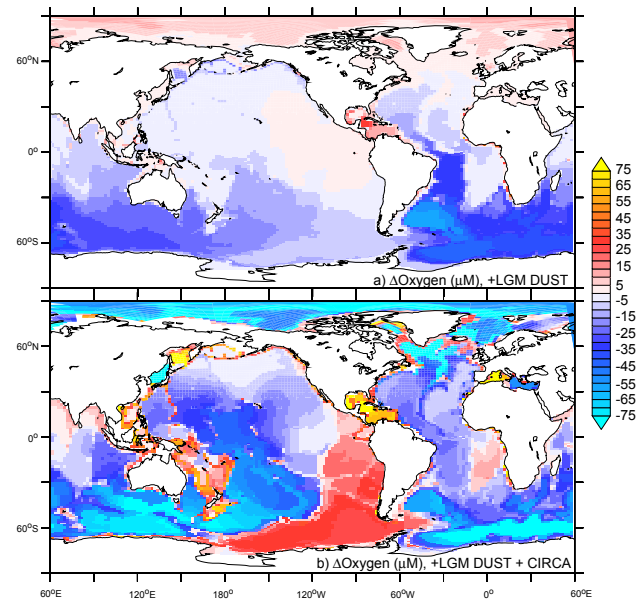 60°N
0°
60°S
a) ΔOxygen (µM), +LGM DUST
75
65
55
45
35
25
15
5
-5
-15
-25
-35
-45
-55
-65
-75
60°N
0°
60°S
b) ΔOxygen (µM), +LGM DUST + CIRCA
60°E 120°E 180°E 120°W 60°W 0° 60°E